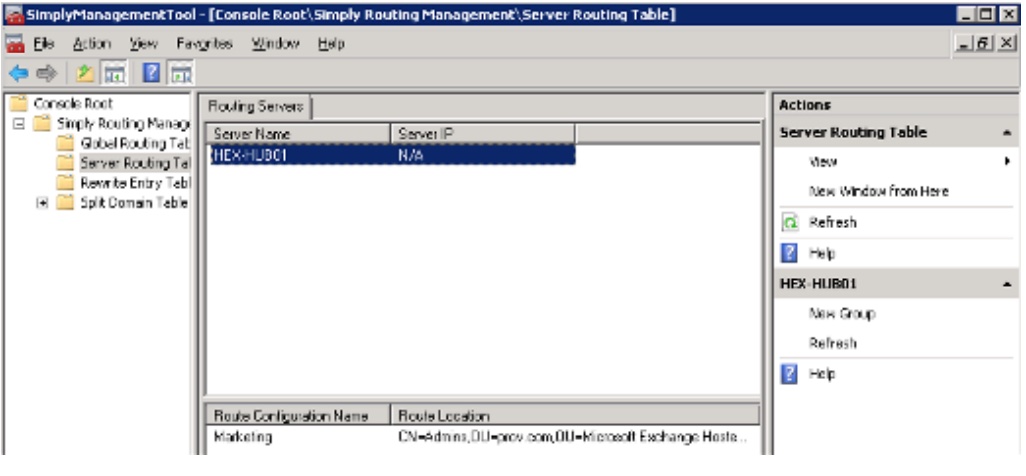 SimplyManagementTool - [Console Root\Simply Routing Management\Server Routing Table]
File Action View Favorites Window Help
Console Root
Simply Routing Manag
Global Routing Tab
Server Routing Tal
Rewrite Entry Tabl
Split Domain Table
Routing Servers
Server Name Server IP
HEX-HUB01 N/A
Route Configuration Name Route Location
Marketing CN=Admins,OU=prov.com,OU=Microsoft Exchange Hoste...
Actions
Server Routing Table
View
New Window from Here
Refresh
Help
HEX-HUB01
New Group
Refresh
Help